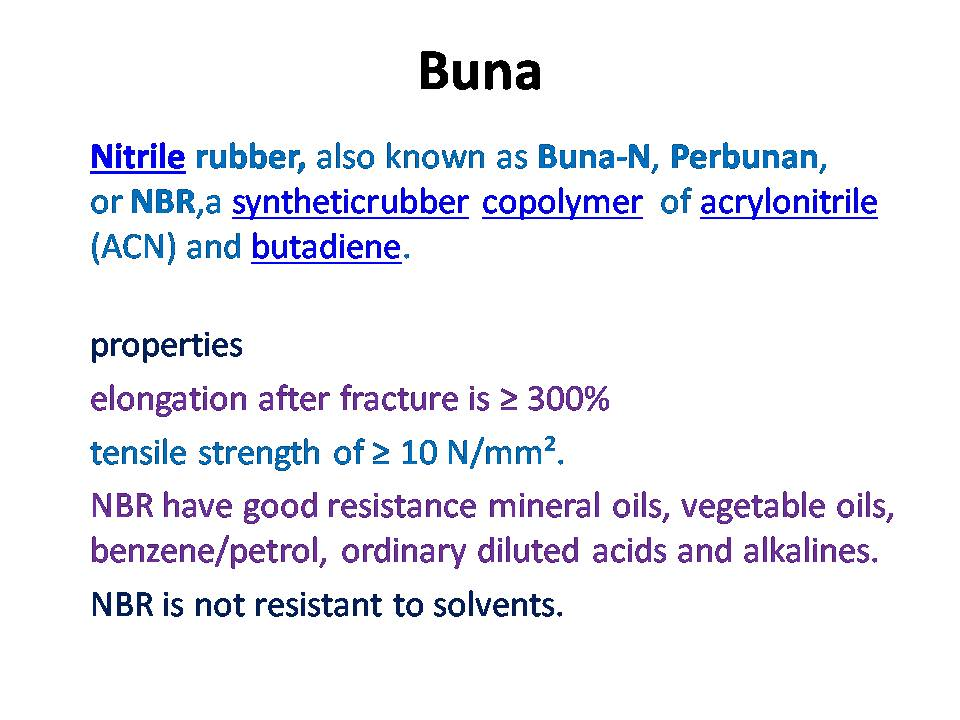 Buna
Nitrile rubber, also known as Buna-N, Perbunan,
or NBR,a syntheticrubber copolymer of acrylonitrile
(ACN) and butadiene.
properties
elongation after fracture is ≥ 300%
tensile strength of ≥ 10 N/mm².
NBR have good resistance mineral oils, vegetable oils,
benzene/petrol, ordinary diluted acids and alkalines.
NBR is not resistant to solvents.